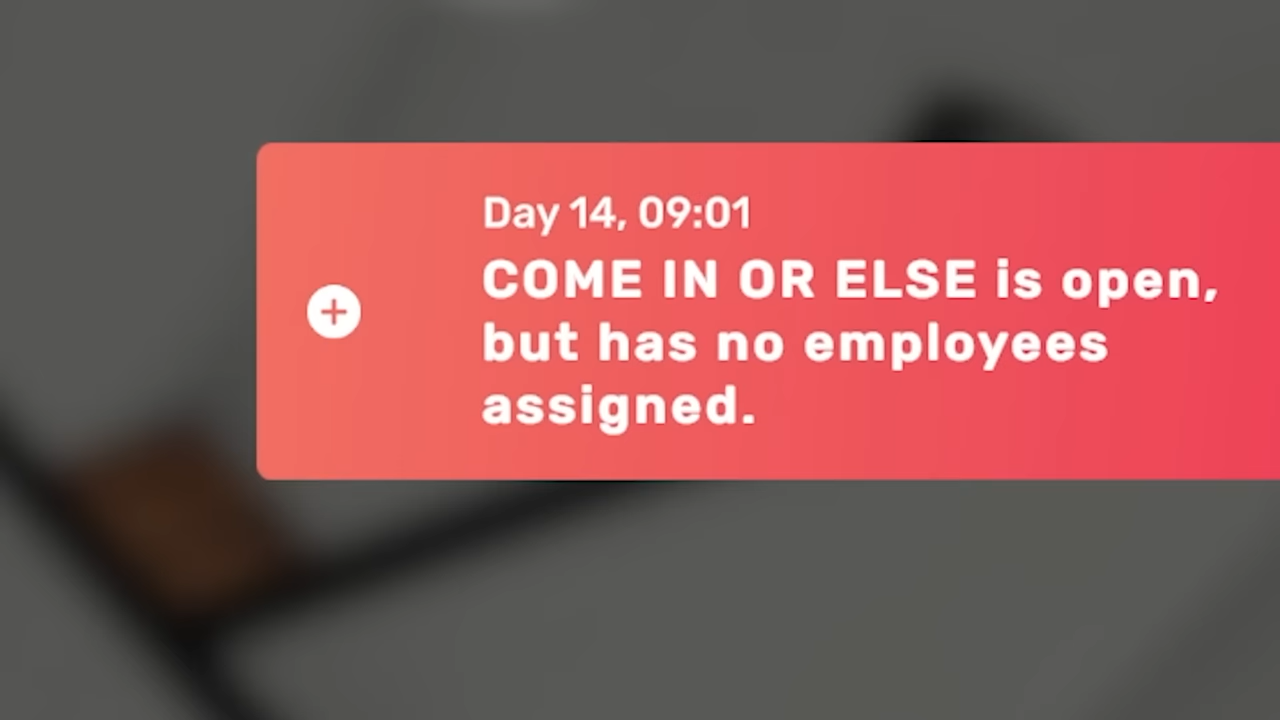 Day 14, 09:01
COME IN OR ELSE is open,
but has no employees
assigned.